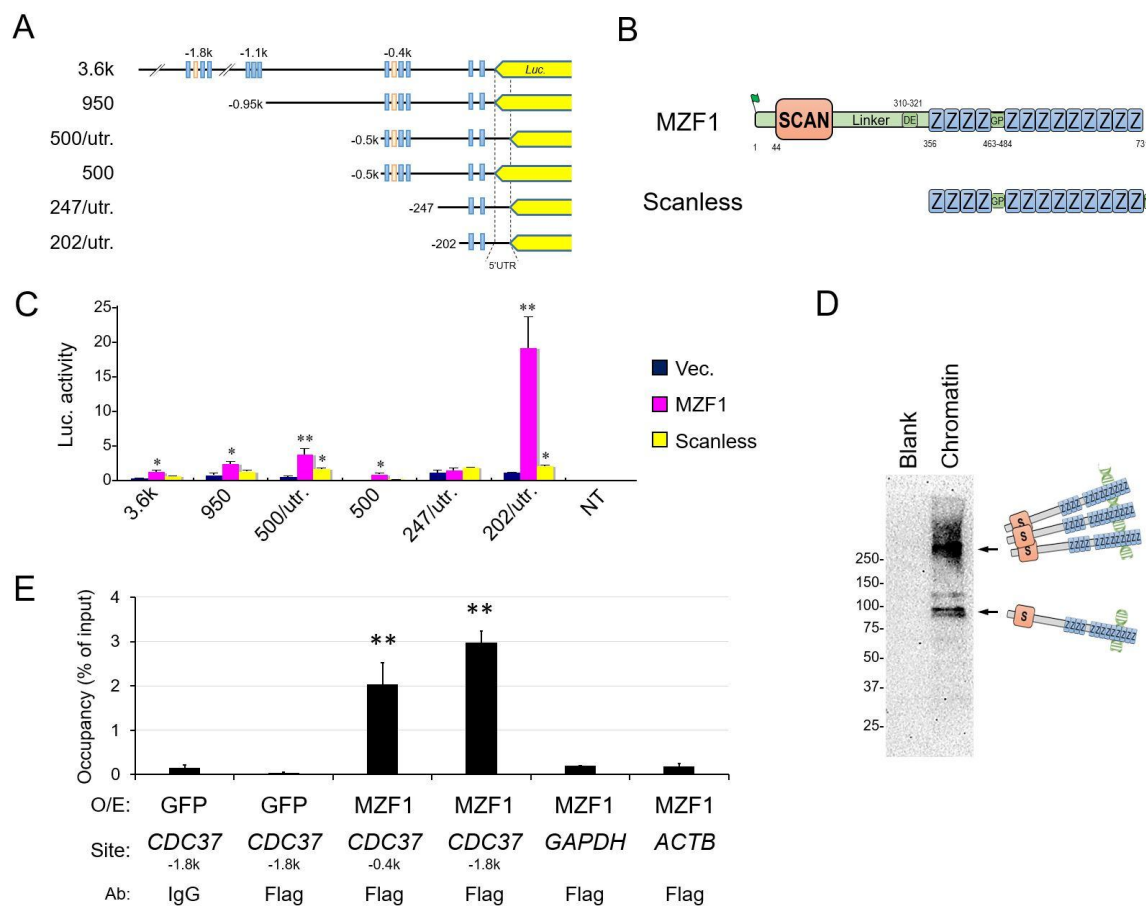 A
-1.8k -1.1k -0.4k
3.6k Luc.
950 -0.95k
500/utr. -0.5k
500 -0.5k
247/utr. -247
202/utr. -202
5'UTR
B
310-321
MZF1 SCAN Linker DE ZZZZ GP ZZZZZZZZZ
1 44 356 463-484 73
Scanless ZZZZ GP ZZZZZZZZZ
C
Luc. activity
25
20
15
10
5
0
3.6k 950 500/utr. 500 247/utr. 202/utr. NT
* * ** * * ** *
Vec.
MZF1
Scanless
D
Blank Chromatin
250-
150-
100-
75-
50-
37-
25-
S
S
S
S
E
Occupancy (% of input)
4
3
2
1
0
** **
O/E: GFP GFP MZF1 MZF1 MZF1 MZF1
Site: CDC37 CDC37 CDC37 CDC37 GAPDH ACTB
-1.8k -1.8k -0.4k -1.8k
Ab: IgG Flag Flag Flag Flag Flag